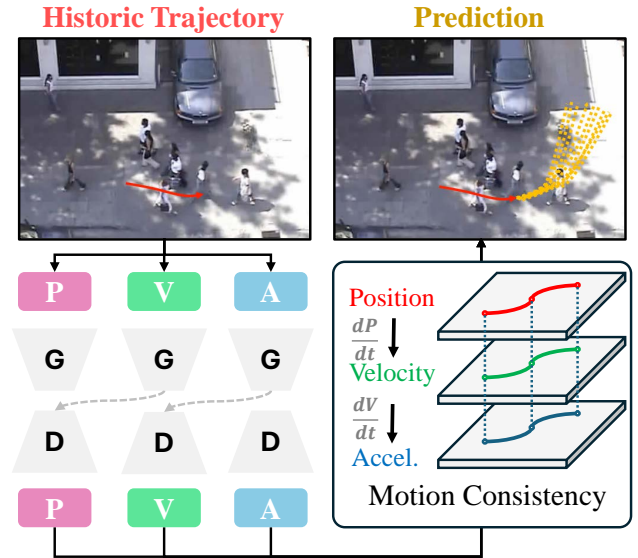 Historic Trajectory
Prediction
P V A
G G G
D D D
P V A
Position
dP
dt
Velocity
dV
dt
Accel.
Motion Consistency